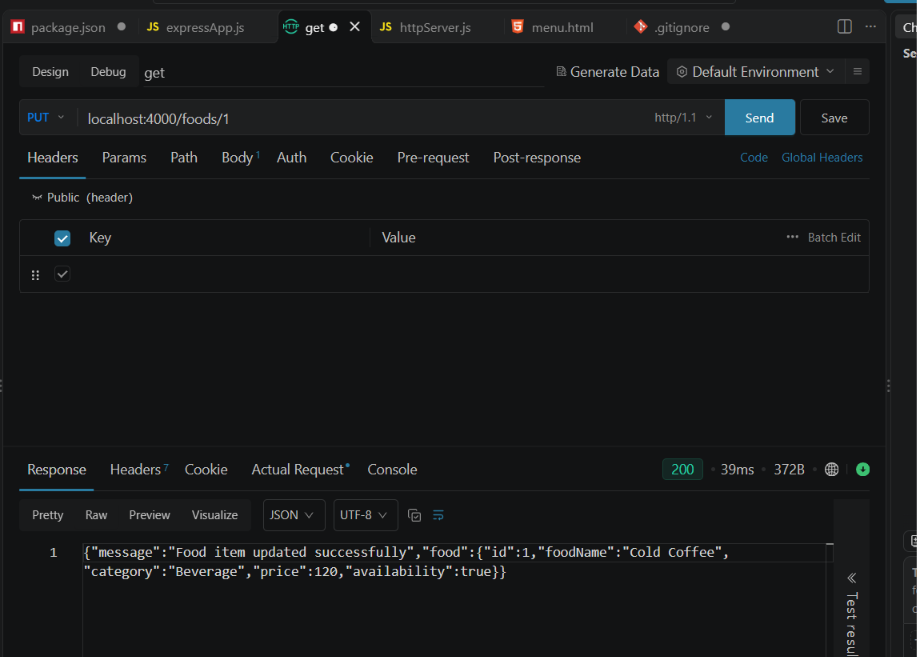 package.json JS expressApp.js HTTP get JS httpServer.js 5 menu.html .gitignore ... Ch
Se
Design Debug get Generate Data Default Environment
PUT localhost:4000/foods/1 http/1.1 Send Save
Headers Params Path Body 1 Auth Cookie Pre-request Post-response Code Global Headers
Public (header)
Key Value ... Batch Edit
Response Headers 7 Cookie Actual Request Console 200 39ms 372B
Pretty Raw Preview Visualize JSON UTF-8
1 {"message":"Food item updated successfully","food":{"id":1,"foodName":"Cold Coffee",
"category":"Beverage","price":120,"availability":true}}
Test resul